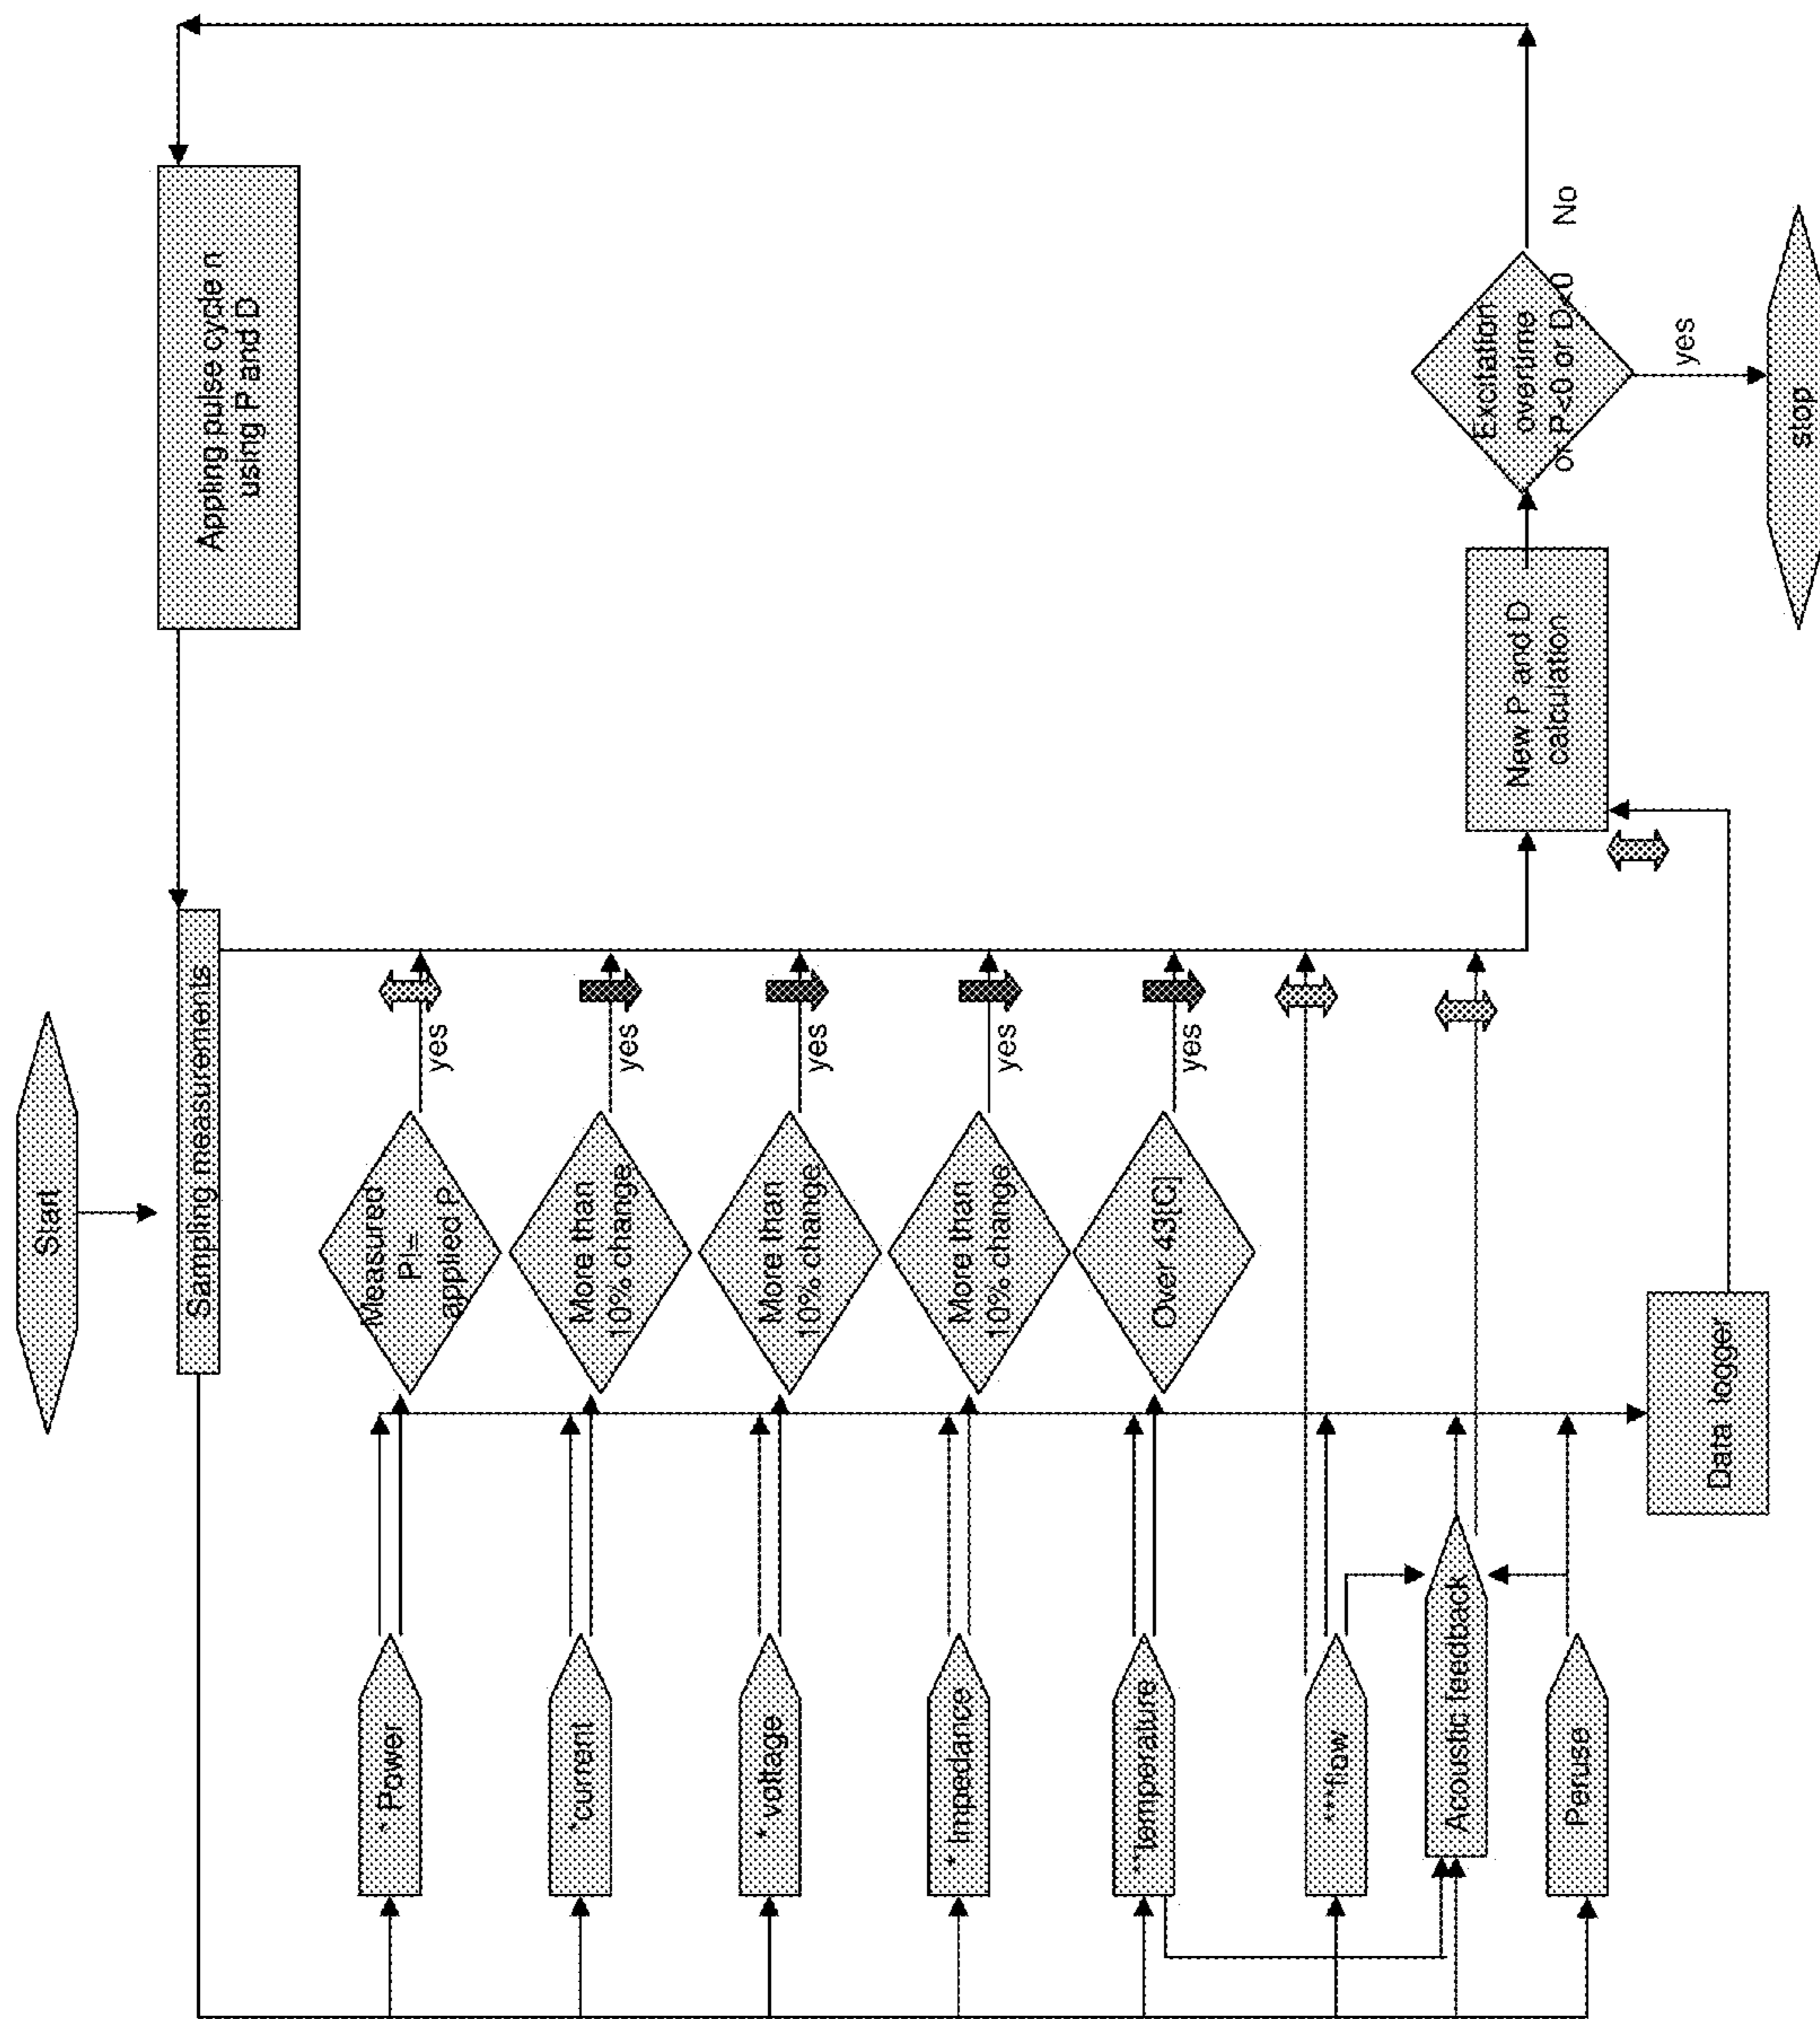 Start
Sampling measurements
Appling pulse cycle n
using P and D
* Power
Measured
P!=
applied P
yes
*current
More than
10% change
yes
* voltage
More than
10% change
yes
* Impedance
More than
10% change
yes
**temperature
Over 43[C]
yes
***flow
Acoustic feedback
Peruse
Data logger
New P and D
calculation
Excitation
overtime
or P<0 or D<0
No
yes
stop